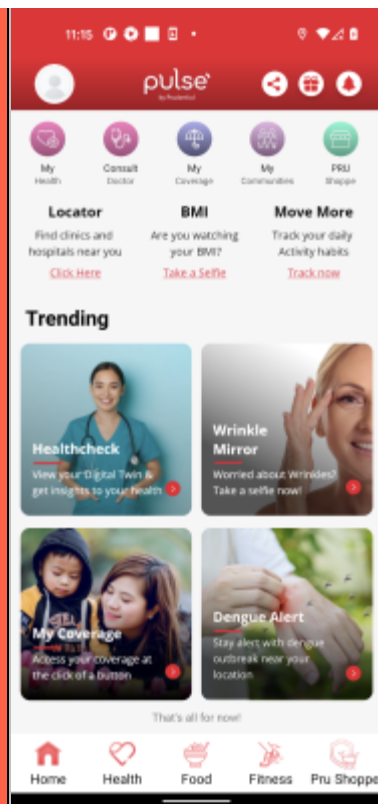 11:15
pulse
by Prudential
My
Health
Consult
Doctor
My
Coverage
My
Communities
PRU
Shoppe
Locator
Find clinics and
hospitals near you
Click Here
BMI
Are you watching
your BMI?
Take a Selfie
Move More
Track your daily
Activity habits
Track now
Trending
Healthcheck
View your Digital Twin &
get insights to your health
Wrinkle
Mirror
Worried about Wrinkles?
Take a selfie now!
My Coverage
Access your coverage at
the click of a button
Dengue Alert
Stay alert with dengue
outbreak near your
location
That's all for now!
Home
Health
Food
Fitness
Pru Shoppe